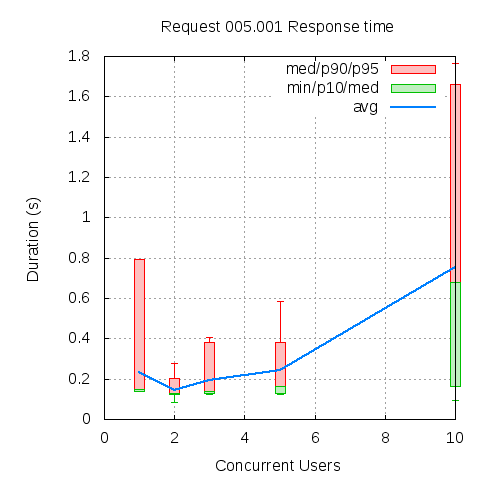 Request 005.001 Response time
med/p90/p95
min/p10/med
avg
Duration (s)
1.8
1.6
1.4
1.2
1
0.8
0.6
0.4
0.2
0
0 2 4 6 8 10
Concurrent Users